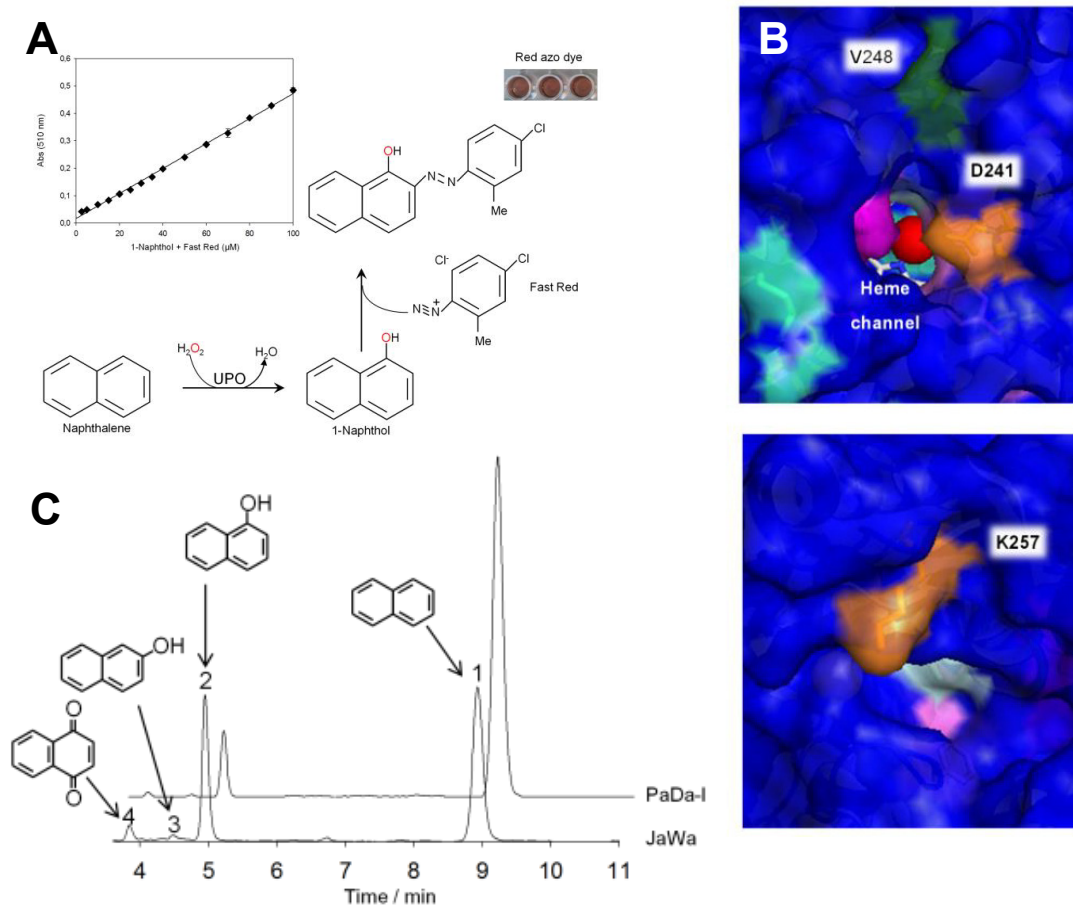 A
0,6
0,5
0,4
0,3
0,2
0,1
0,0
Abs (510 nm)
0 20 40 60 80 100
1-Naphthol + Fast Red (µM)
Red azo dye
OH
N
N
Cl
Me
Cl-
Cl
N
N+
Me
Fast Red
H2O2
H2O
UPO
OH
Naphthalene
1-Naphthol
B
V248
D241
Heme
channel
K257
C
OH
OH
O
O
1
2
3
4
PaDa-I
JaWa
4 5 6 7 8 9 10 11
Time / min